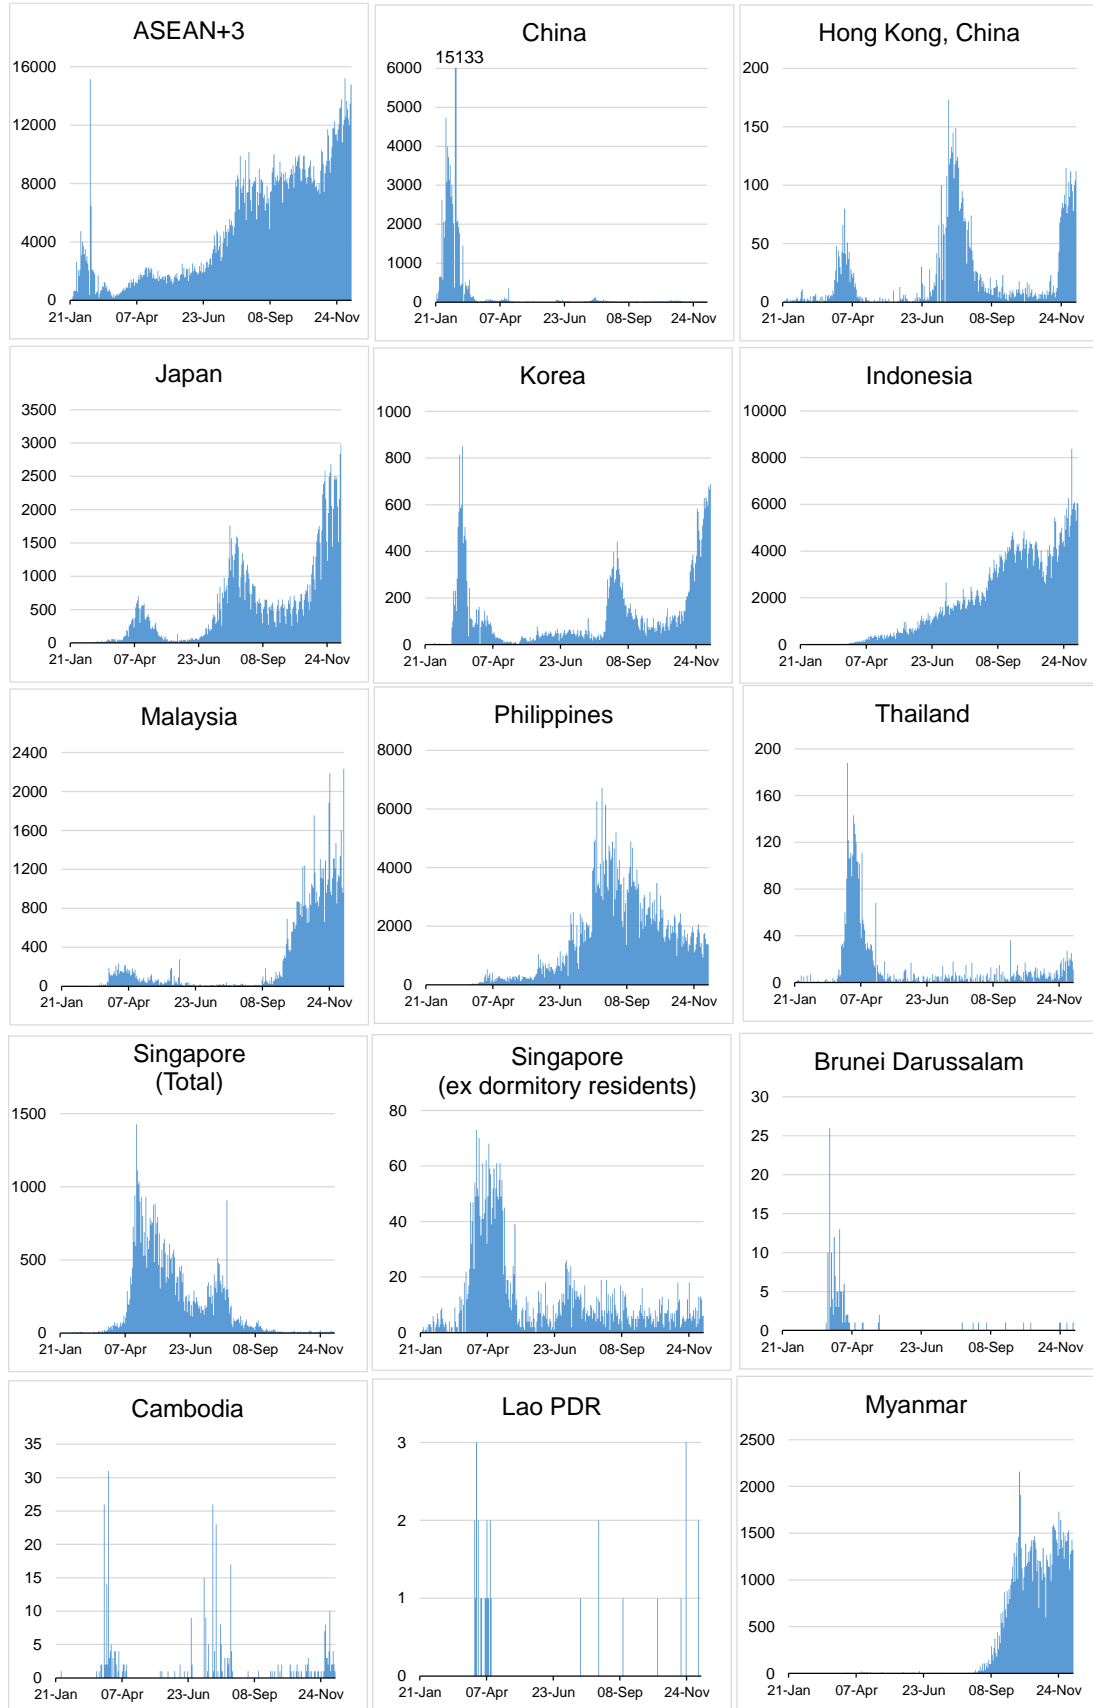 ASEAN+3
16000
12000
8000
4000
0
21-Jan 07-Apr 23-Jun 08-Sep 24-Nov
China
15133
6000
5000
4000
3000
2000
1000
0
21-Jan 07-Apr 23-Jun 08-Sep 24-Nov
Hong Kong, China
200
150
100
50
0
21-Jan 07-Apr 23-Jun 08-Sep 24-Nov
Japan
3500
3000
2500
2000
1500
1000
500
0
21-Jan 07-Apr 23-Jun 08-Sep 24-Nov
Korea
1000
800
600
400
200
0
21-Jan 07-Apr 23-Jun 08-Sep 24-Nov
Indonesia
10000
8000
6000
4000
2000
0
21-Jan 07-Apr 23-Jun 08-Sep 24-Nov
Malaysia
2400
2000
1600
1200
800
400
0
21-Jan 07-Apr 23-Jun 08-Sep 24-Nov
Philippines
8000
6000
4000
2000
0
21-Jan 07-Apr 23-Jun 08-Sep 24-Nov
Thailand
200
160
120
80
40
0
21-Jan 07-Apr 23-Jun 08-Sep 24-Nov
Singapore
(Total)
1500
1000
500
0
21-Jan 07-Apr 23-Jun 08-Sep 24-Nov
Singapore
(ex dormitory residents)
80
60
40
20
0
21-Jan 07-Apr 23-Jun 08-Sep 24-Nov
Brunei Darussalam
30
25
20
15
10
5
0
21-Jan 07-Apr 23-Jun 08-Sep 24-Nov
Cambodia
35
30
25
20
15
10
5
0
21-Jan 07-Apr 23-Jun 08-Sep 24-Nov
Lao PDR
3
2
1
0
21-Jan 07-Apr 23-Jun 08-Sep 24-Nov
Myanmar
2500
2000
1500
1000
500
0
21-Jan 07-Apr 23-Jun 08-Sep 24-Nov